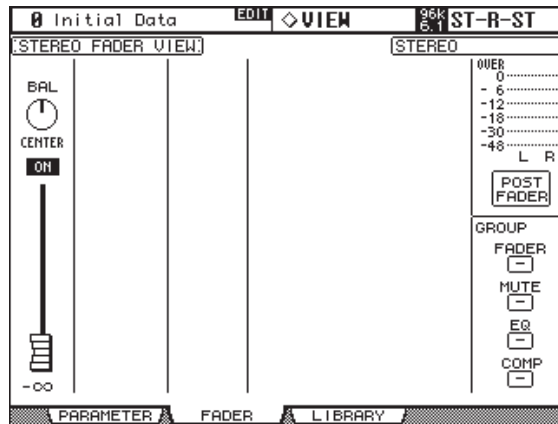 0 Initial Data EDIT ◇VIEW 96k 6.1 ST-R-ST
STEREO FADER VIEW STEREO
BAL
CENTER
ON
-∞
OVER
0
- 6
-12
-18
-30
-48
L R
POST
FADER
GROUP
FADER
-
MUTE
-
EQ
-
COMP
-
PARAMETER FADER LIBRARY